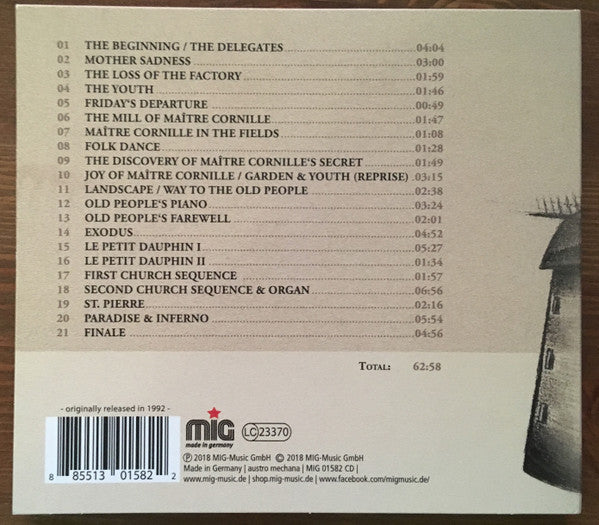 01 THE BEGINNING / THE DELEGATES 04:04
02 MOTHER SADNESS 03:00
03 THE LOSS OF THE FACTORY 01:59
04 THE YOUTH 01:46
05 FRIDAY'S DEPARTURE 00:49
06 THE MILL OF MAÎTRE CORNILLE 01:47
07 MAÎTRE CORNILLE IN THE FIELDS 01:08
08 FOLK DANCE 01:28
09 THE DISCOVERY OF MAÎTRE CORNILLE'S SECRET 01:49
10 JOY OF MAÎTRE CORNILLE / GARDEN & YOUTH (REPRISE) 03:15
11 LANDSCAPE / WAY TO THE OLD PEOPLE 02:38
12 OLD PEOPLE'S PIANO 03:24
13 OLD PEOPLE'S FAREWELL 02:01
14 EXODUS 04:52
15 LE PETIT DAUPHIN I 05:27
16 LE PETIT DAUPHIN II 01:34
17 FIRST CHURCH SEQUENCE 01:57
18 SECOND CHURCH SEQUENCE & ORGAN 06:56
19 ST. PIERRE 02:16
20 PARADISE & INFERNO 05:54
21 FINALE 04:56
TOTAL: 62:58
- originally released in 1992 -
8 85513 01582 2
MIG
made in germany
LC 23370
Ⓟ 2018 MIG-Music GmbH © 2018 MIG-Music GmbH
Made in Germany | austro mechana | MIG 01582 CD |
www.mig-music.de | shop.mig-music.de | www.facebook.com/migmusic.de/